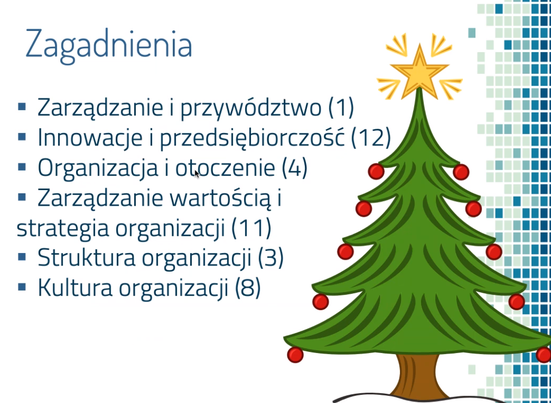 Zagadnienia
▪ Zarządzanie i przywództwo (1)
▪ Innowacje i przedsiębiorczość (12)
▪ Organizacja i otoczenie (4)
▪ Zarządzanie wartością i
strategia organizacji (11)
▪ Struktura organizacji (3)
▪ Kultura organizacji (8)